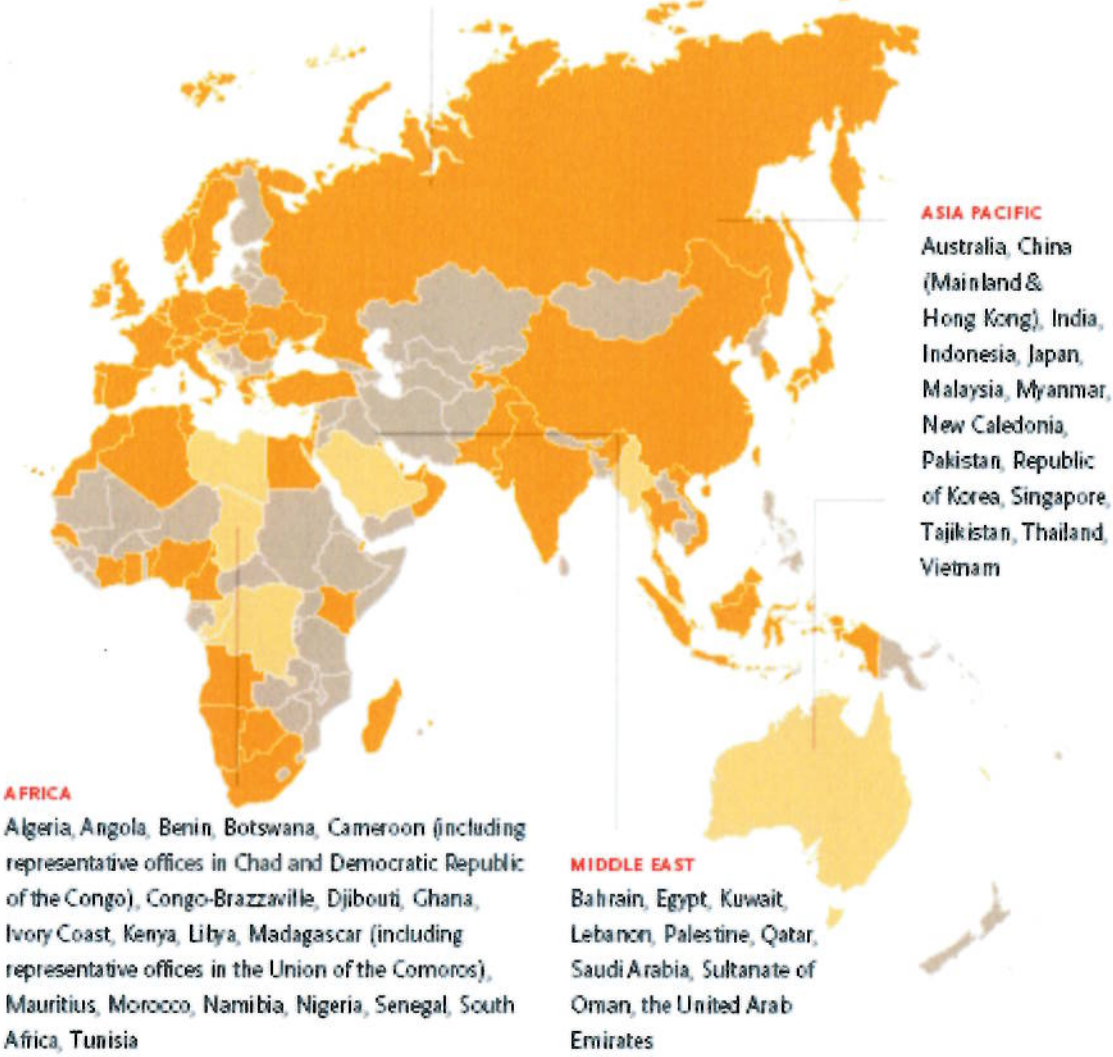 ASIA PACIFIC
Australia, China
(Mainland &
Hong Kong), India,
Indonesia, Japan,
Malaysia, Myanmar,
New Caledonia,
Pakistan, Republic
of Korea, Singapore,
Tajikistan, Thailand,
Vietnam
AFRICA
Algeria, Angola, Benin, Botswana, Cameroon (including
representative offices in Chad and Democratic Republic
of the Congo), Congo-Brazzaville, Djibouti, Ghana,
Ivory Coast, Kenya, Libya, Madagascar (including
representative offices in the Union of the Comoros),
Mauritius, Morocco, Namibia, Nigeria, Senegal, South
Africa, Tunisia
MIDDLE EAST
Bahrain, Egypt, Kuwait,
Lebanon, Palestine, Qatar,
Saudi Arabia, Sultanate of
Oman, the United Arab
Emirates